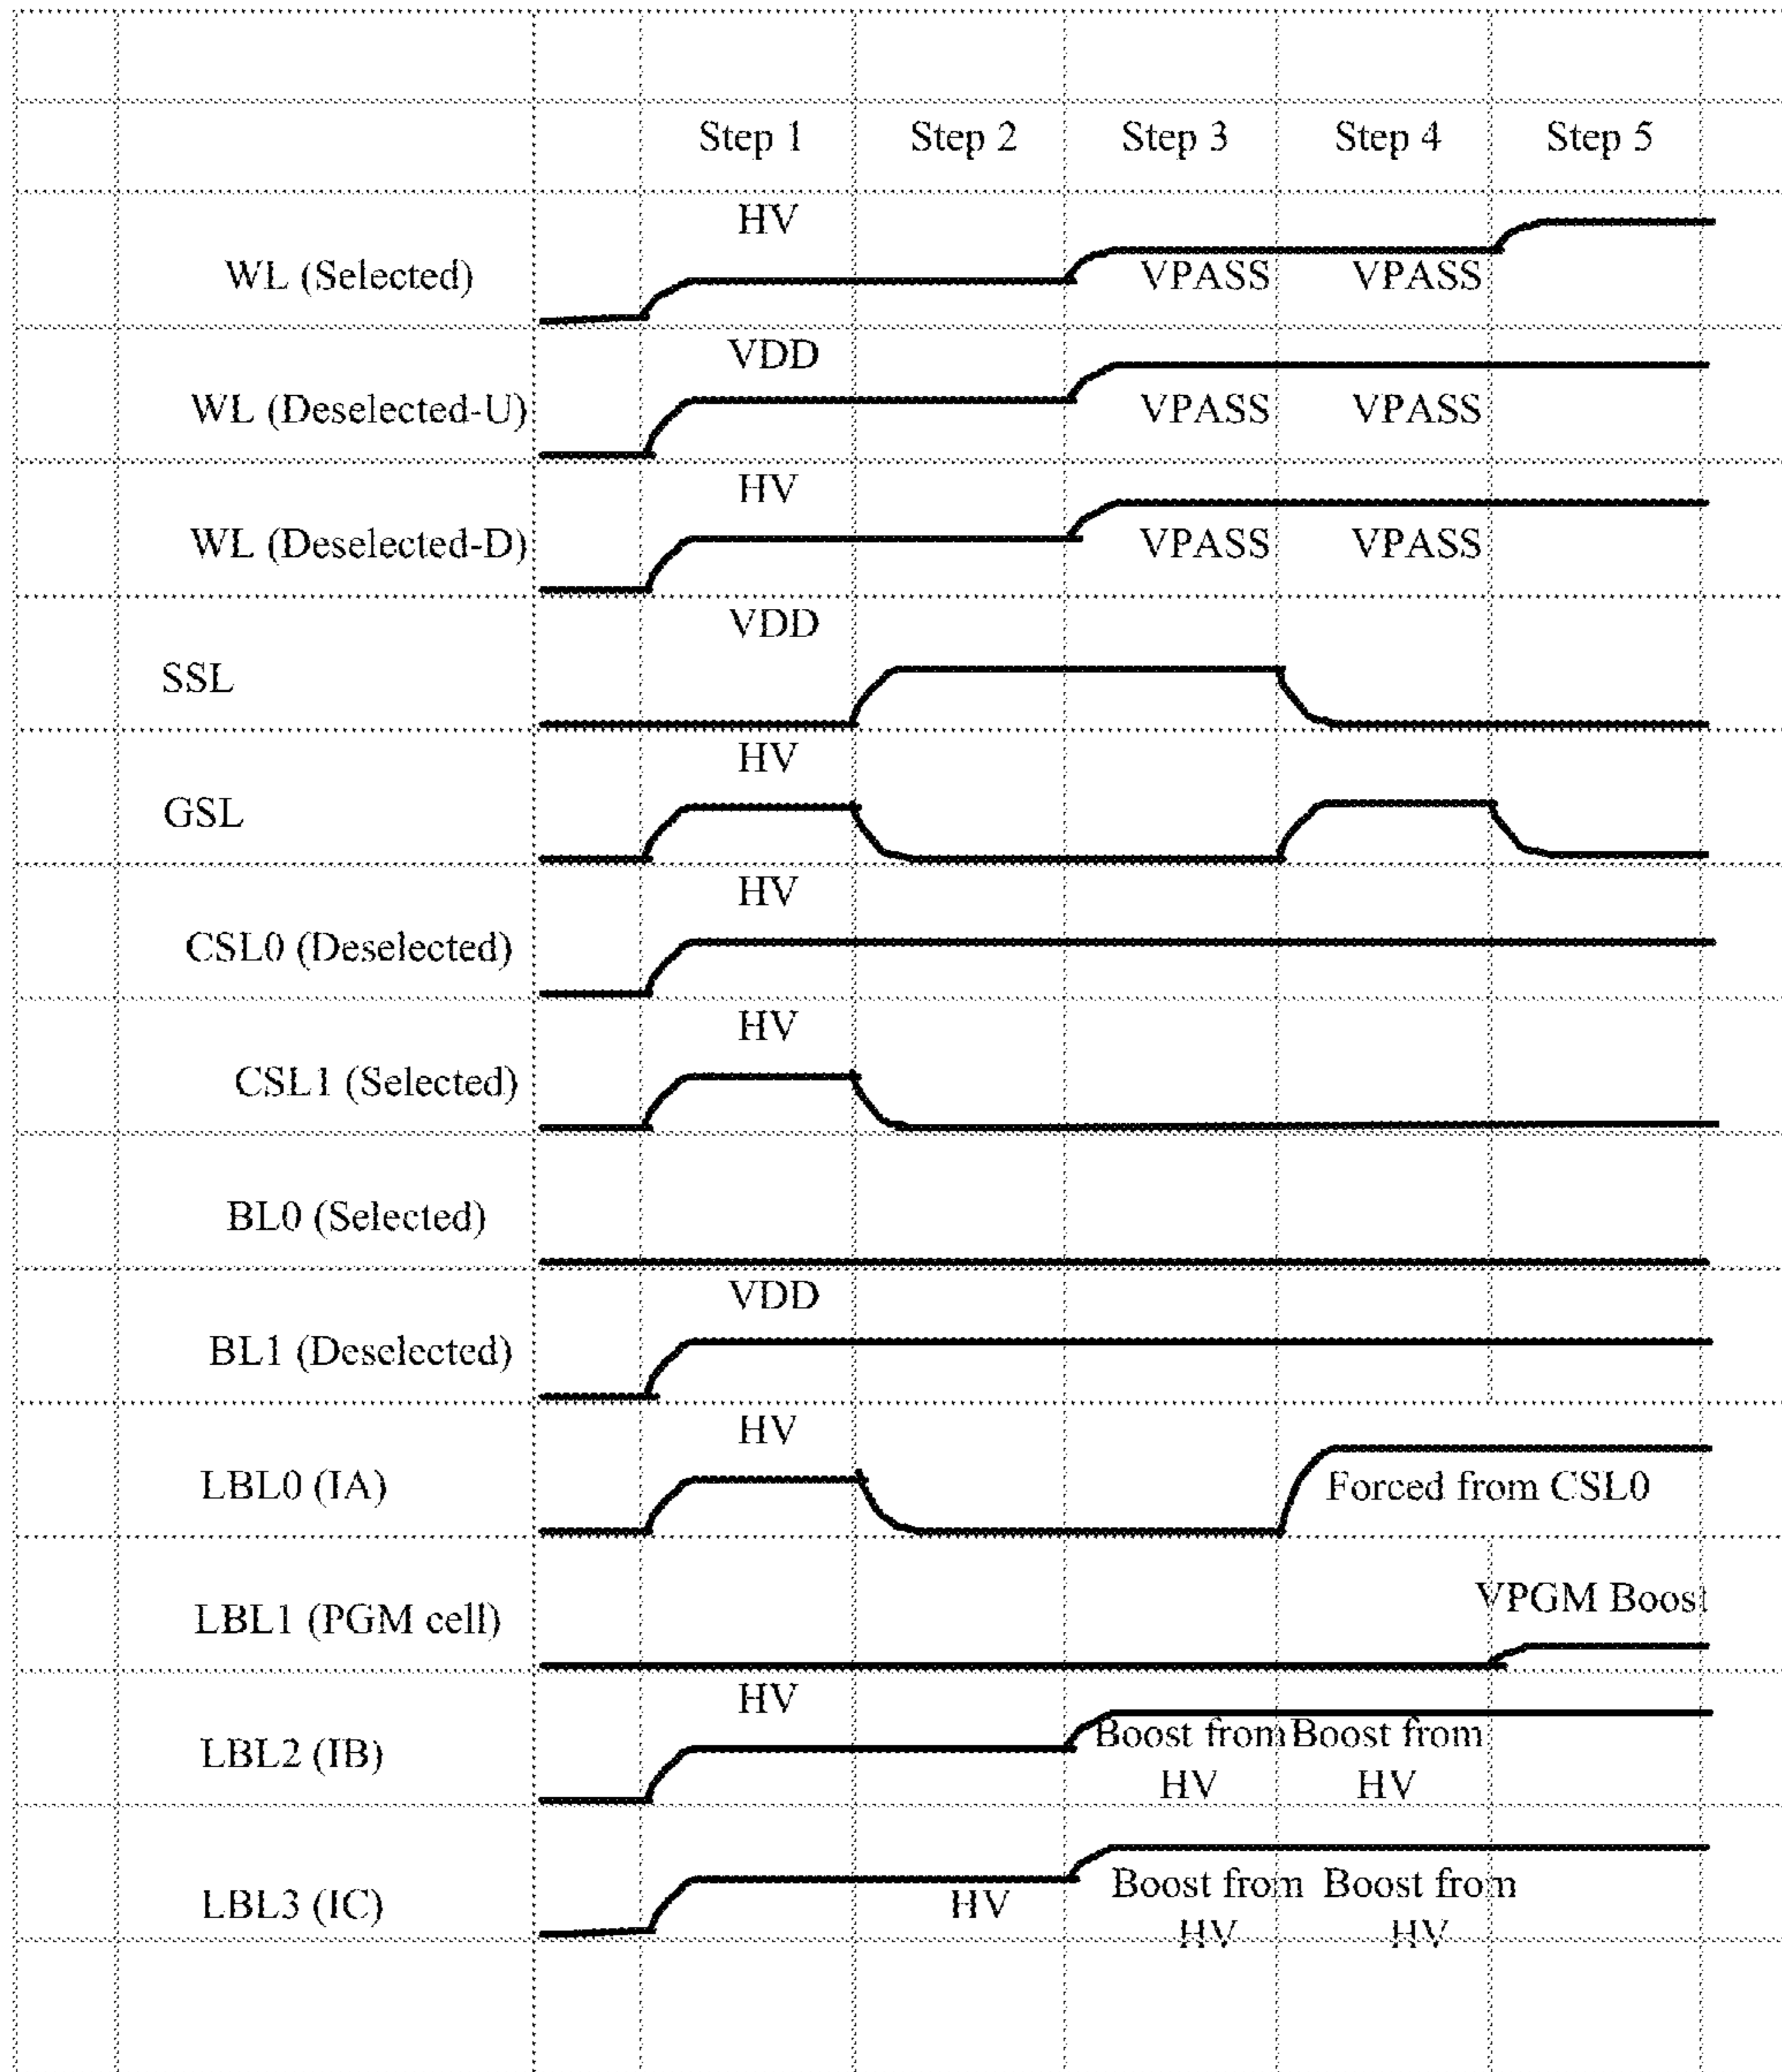 Step 1 Step 2 Step 3 Step 4 Step 5
HV
WL (Selected) VPASS VPASS
VDD
WL (Deselected-U) VPASS VPASS
HV
WL (Deselected-D) VPASS VPASS
VDD
SSL
HV
GSL
HV
CSL0 (Deselected)
HV
CSL1 (Selected)
BL0 (Selected)
VDD
BL1 (Deselected)
HV
LBL0 (IA) Forced from CSL0
VPGM Boost
LBL1 (PGM cell)
HV
Boost from Boost from
LBL2 (IB)
HV HV
Boost from Boost from
LBL3 (IC) HV
HV HV